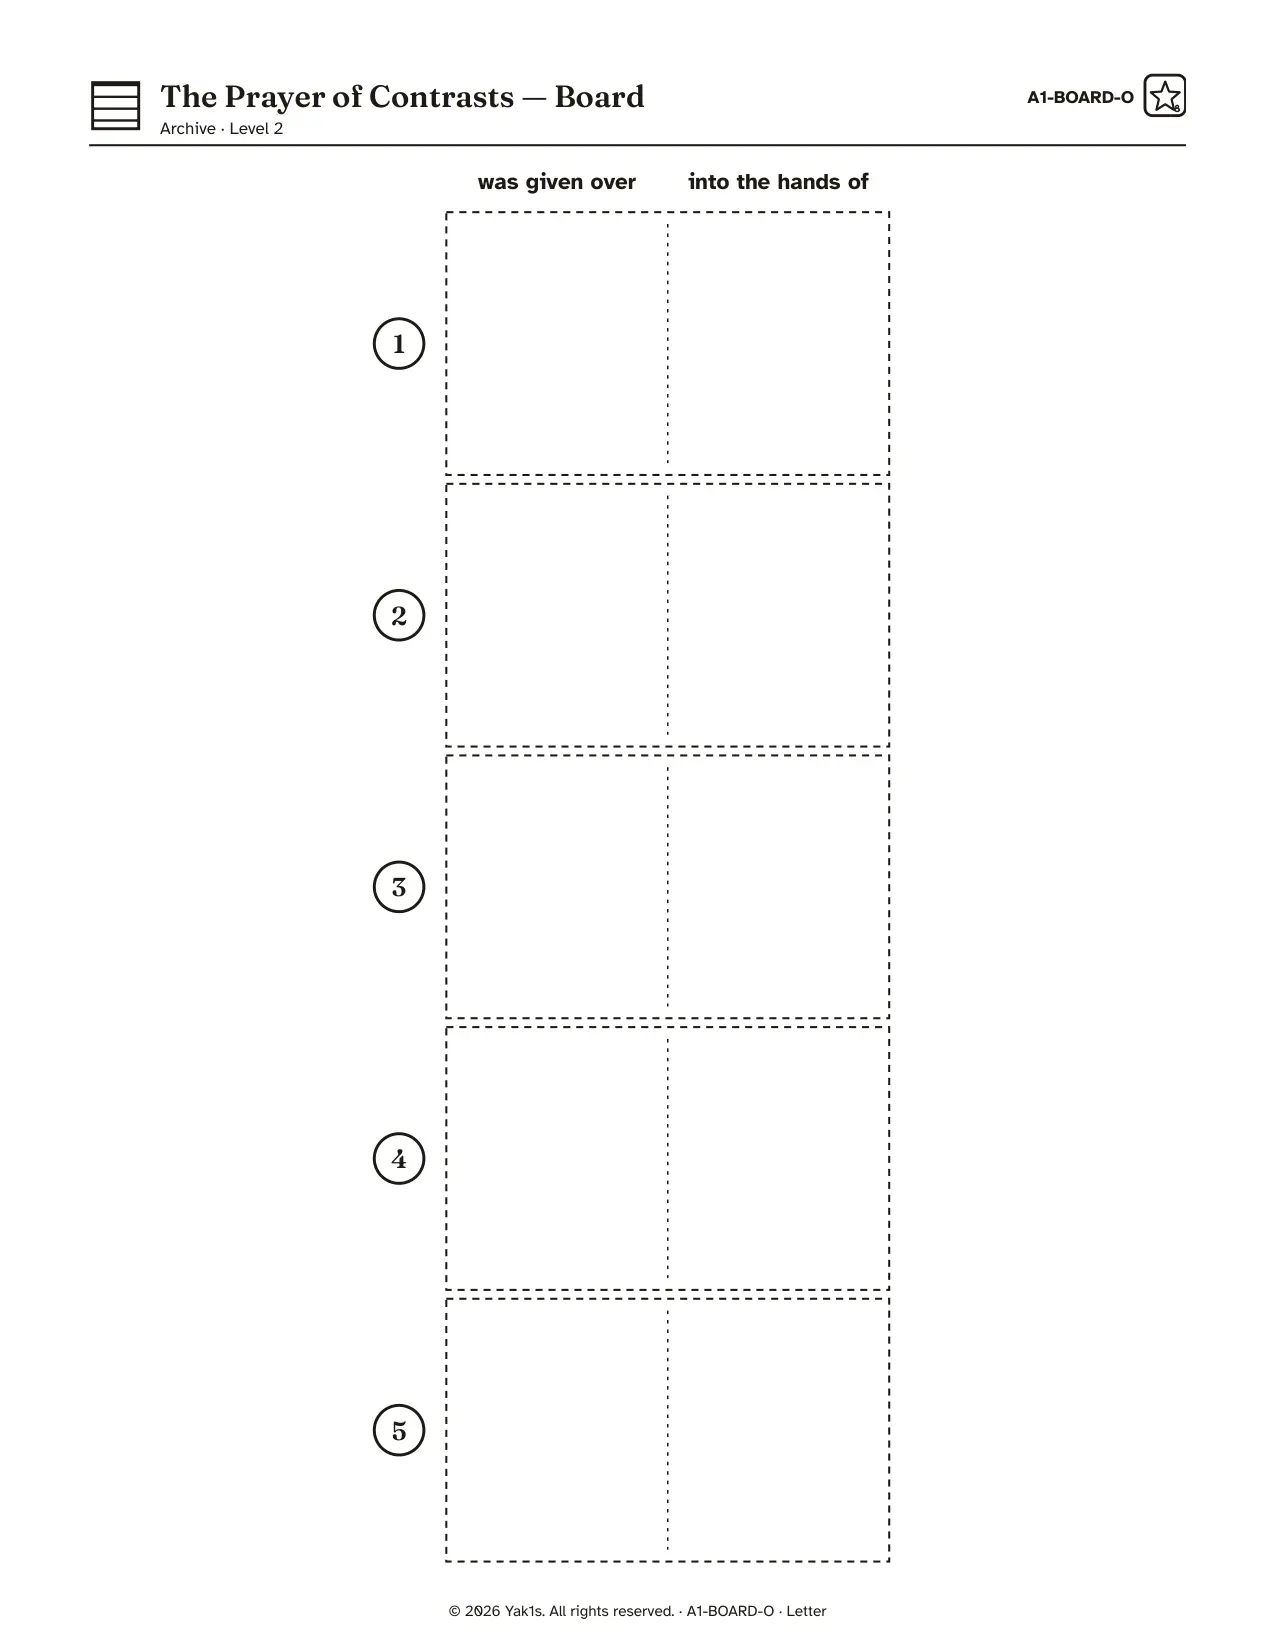 The Prayer of Contrasts — Board
Archive · Level 2
A1-BOARD-O
was given over
into the hands of
1
2
3
4
5
© 2026 Yak1s. All rights reserved. · A1-BOARD-O · Letter